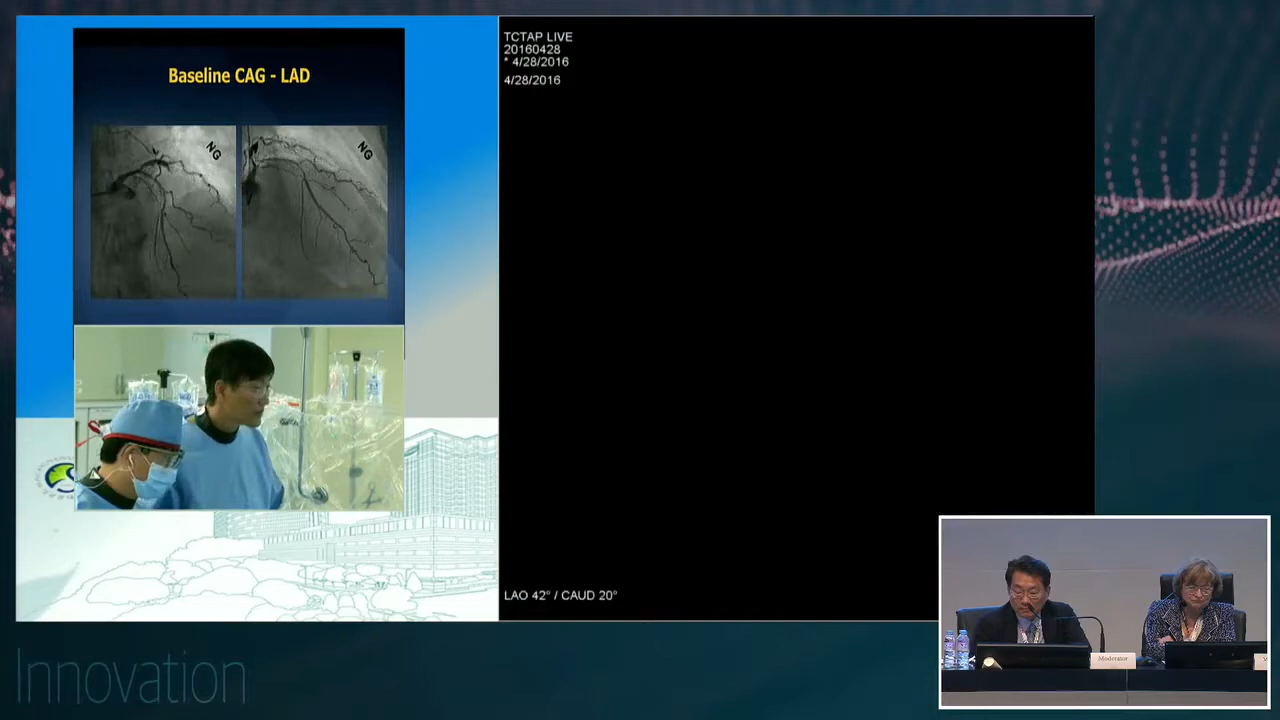 Baseline CAG - LAD
NG
NG
TCTAP LIVE
20160428
* 4/28/2016
4/28/2016
LAO 42° / CAUD 20°
Moderator
Innovation